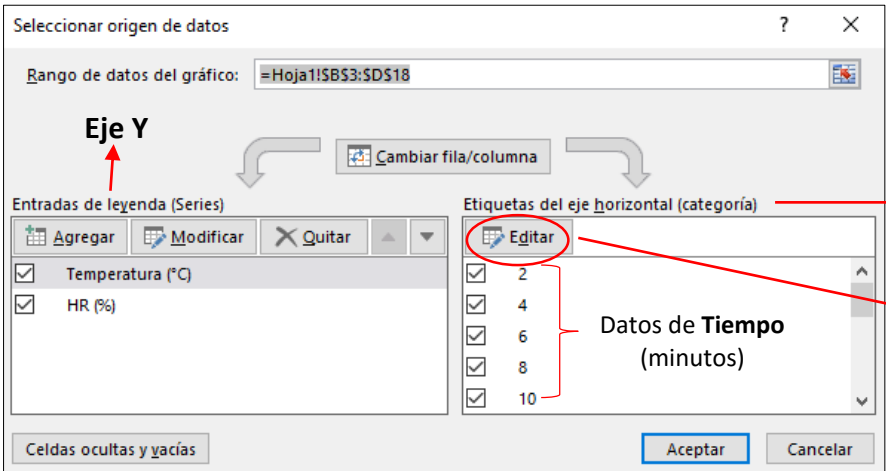 Seleccionar origen de datos ?
Rango de datos del gráfico: =Hoja1!$B$3:$D$18
Eje Y
Cambiar fila/columna
Entradas de leyenda (Series)
Agregar Modificar Quitar
Temperatura (°C)
HR (%)
Etiquetas del eje horizontal (categoría)
Editar
2
4
6
8
10
Datos de Tiempo
(minutos)
Celdas ocultas y vacías
Aceptar Cancelar